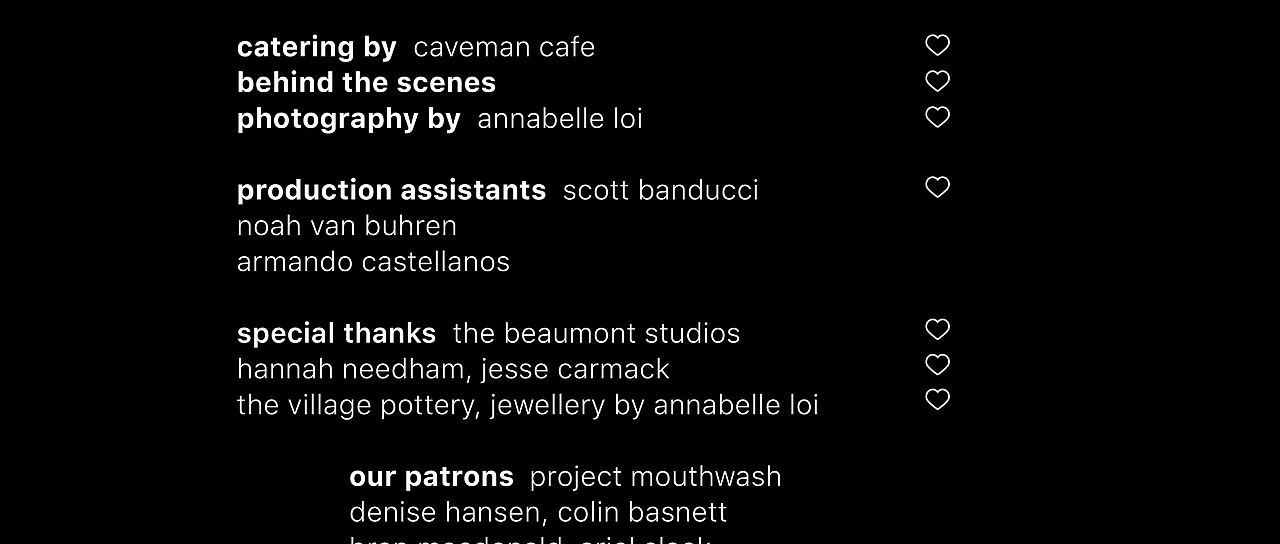 catering by caveman cafe
behind the scenes
photography by annabelle loi
production assistants scott banducci
noah van buhren
armando castellanos
special thanks the beaumont studios
hannah needham, jesse carmack
the village pottery, jewellery by annabelle loi
our patrons project mouthwash
denise hansen, colin basnett